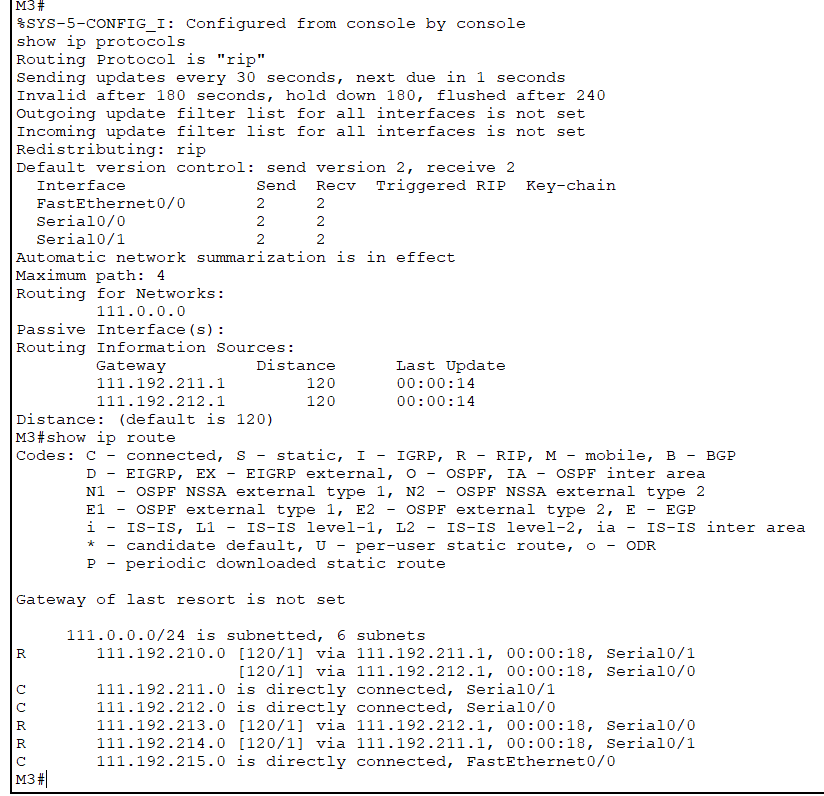 M3#
%SYS-5-CONFIG_I: Configured from console by console
show ip protocols
Routing Protocol is "rip"
Sending updates every 30 seconds, next due in 1 seconds
Invalid after 180 seconds, hold down 180, flushed after 240
Outgoing update filter list for all interfaces is not set
Incoming update filter list for all interfaces is not set
Redistributing: rip
Default version control: send version 2, receive 2
  Interface             Send  Recv  Triggered RIP  Key-chain
  FastEthernet0/0       2     2
  Serial0/0             2     2
  Serial0/1             2     2
Automatic network summarization is in effect
Maximum path: 4
Routing for Networks:
        111.0.0.0
Passive Interface(s):
Routing Information Sources:
        Gateway         Distance      Last Update
        111.192.211.1        120      00:00:14
        111.192.212.1        120      00:00:14
Distance: (default is 120)
M3#show ip route
Codes: C - connected, S - static, I - IGRP, R - RIP, M - mobile, B - BGP
       D - EIGRP, EX - EIGRP external, O - OSPF, IA - OSPF inter area
       N1 - OSPF NSSA external type 1, N2 - OSPF NSSA external type 2
       E1 - OSPF external type 1, E2 - OSPF external type 2, E - EGP
       i - IS-IS, L1 - IS-IS level-1, L2 - IS-IS level-2, ia - IS-IS inter area
       * - candidate default, U - per-user static route, o - ODR
       P - periodic downloaded static route

Gateway of last resort is not set

     111.0.0.0/24 is subnetted, 6 subnets
R       111.192.210.0 [120/1] via 111.192.211.1, 00:00:18, Serial0/1
                      [120/1] via 111.192.212.1, 00:00:18, Serial0/0
C       111.192.211.0 is directly connected, Serial0/1
C       111.192.212.0 is directly connected, Serial0/0
R       111.192.213.0 [120/1] via 111.192.212.1, 00:00:18, Serial0/0
R       111.192.214.0 [120/1] via 111.192.211.1, 00:00:18, Serial0/1
C       111.192.215.0 is directly connected, FastEthernet0/0
M3#